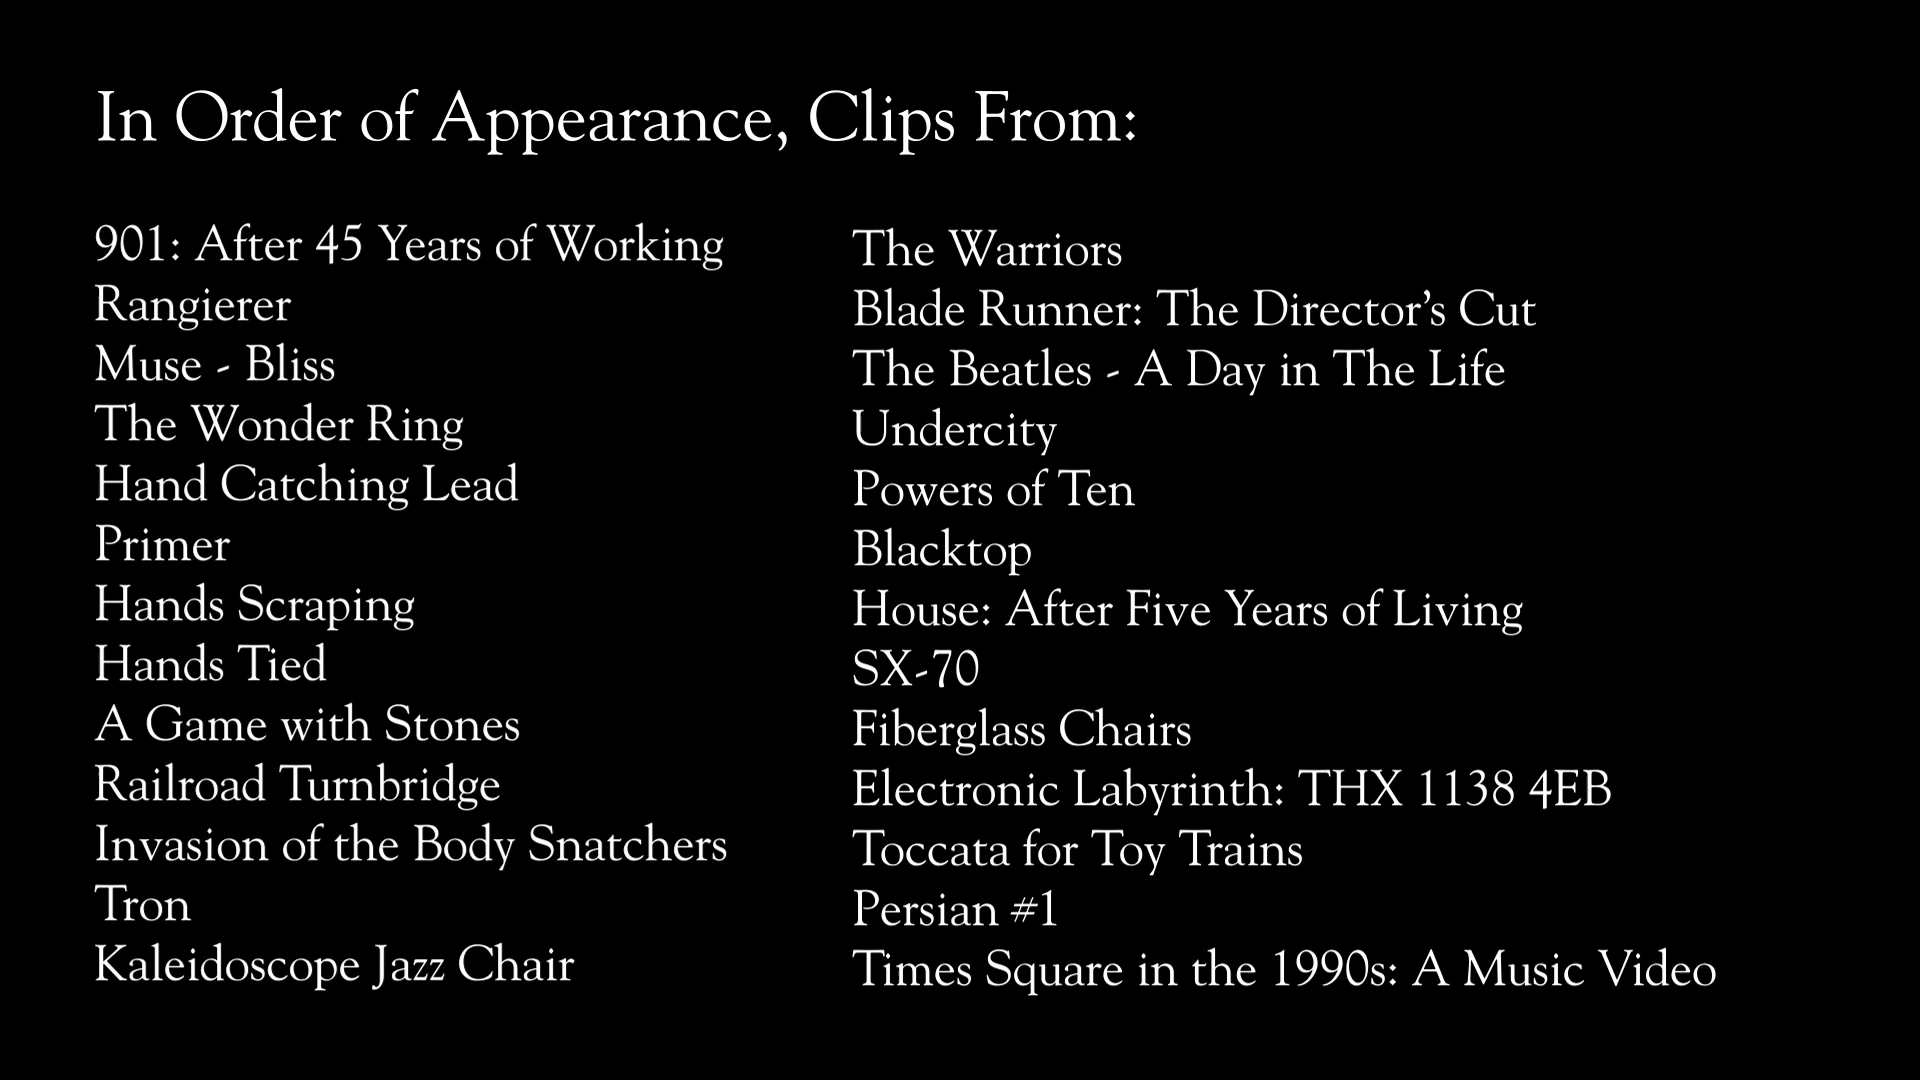 In Order of Appearance, Clips From:
901: After 45 Years of Working
Rangierer
Muse - Bliss
The Wonder Ring
Hand Catching Lead
Primer
Hands Scraping
Hands Tied
A Game with Stones
Railroad Turnbridge
Invasion of the Body Snatchers
Tron
Kaleidoscope Jazz Chair
The Warriors
Blade Runner: The Director's Cut
The Beatles - A Day in The Life
Undercity
Powers of Ten
Blacktop
House: After Five Years of Living
SX-70
Fiberglass Chairs
Electronic Labyrinth: THX 1138 4EB
Toccata for Toy Trains
Persian #1
Times Square in the 1990s: A Music Video